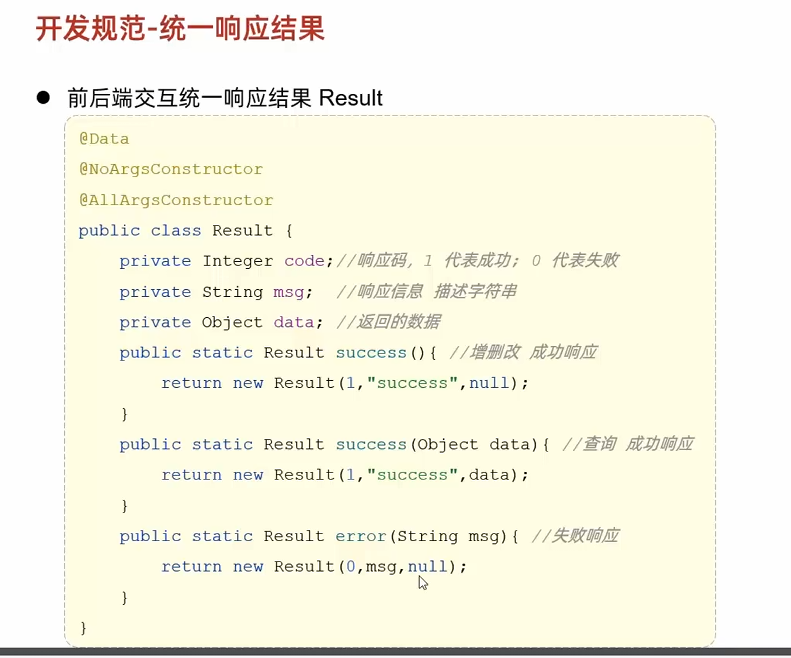 开发规范-统一响应结果
● 前后端交互统一响应结果 Result
@Data
@NoArgsConstructor
@AllArgsConstructor
public class Result {
    private Integer code;//响应码, 1 代表成功; 0 代表失败
    private String msg;  //响应信息 描述字符串
    private Object data; //返回的数据
    public static Result success(){ //增删改 成功响应
        return new Result(1,"success",null);
    }
    public static Result success(Object data){ //查询 成功响应
        return new Result(1,"success",data);
    }
    public static Result error(String msg){ //失败响应
        return new Result(0,msg,null);
    }
}